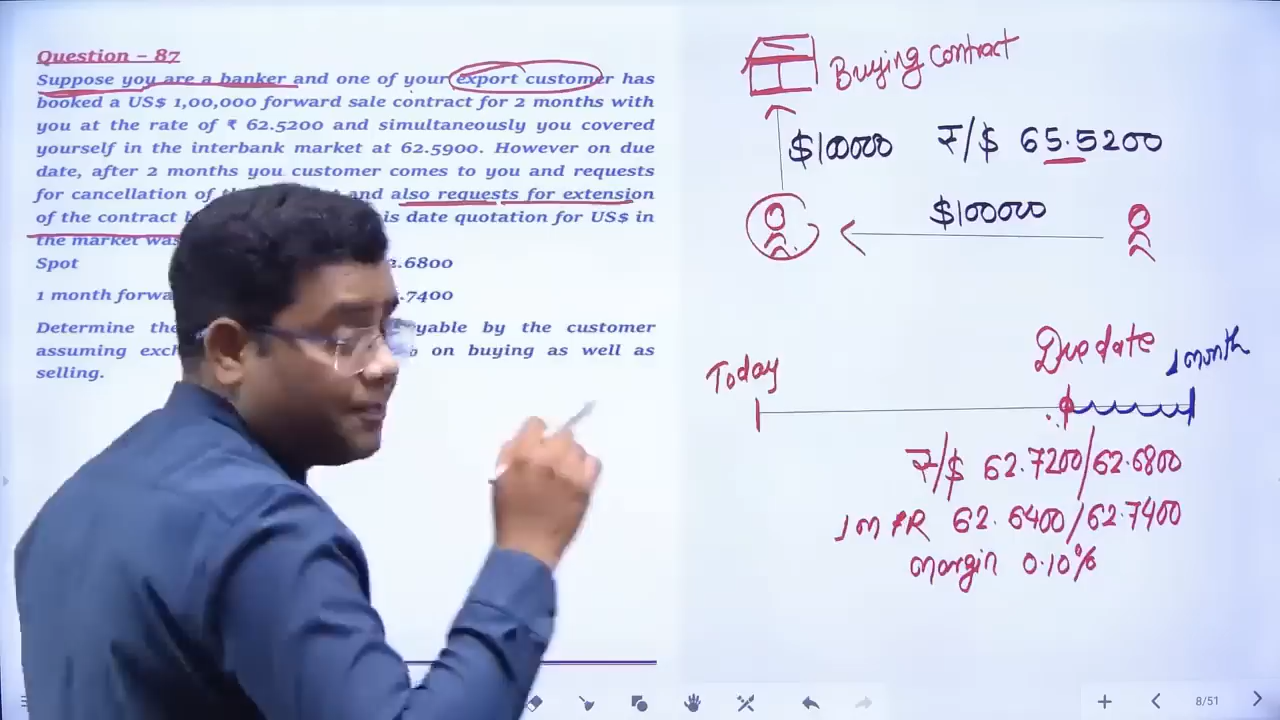 Question – 87
Suppose you are a banker and one of your export customer has
booked a US$ 1,00,000 forward sale contract for 2 months with
you at the rate of ₹ 62.5200 and simultaneously you covered
yourself in the interbank market at 62.5900. However on due
date, after 2 months you customer comes to you and requests
for cancellation of and also requests for extension
of the contract is date quotation for US$ in
the market was
Spot .6800
1 month forwa .7400
Determine the yable by the customer
assuming exc % on buying as well as
selling.
Buying contract
$100000 ₹/$ 65.5200
$100000
Today
Due date
1 month
₹/$ 62.7200/62.6800
1m FR 62.6400/62.7400
margin 0.10%
8/51